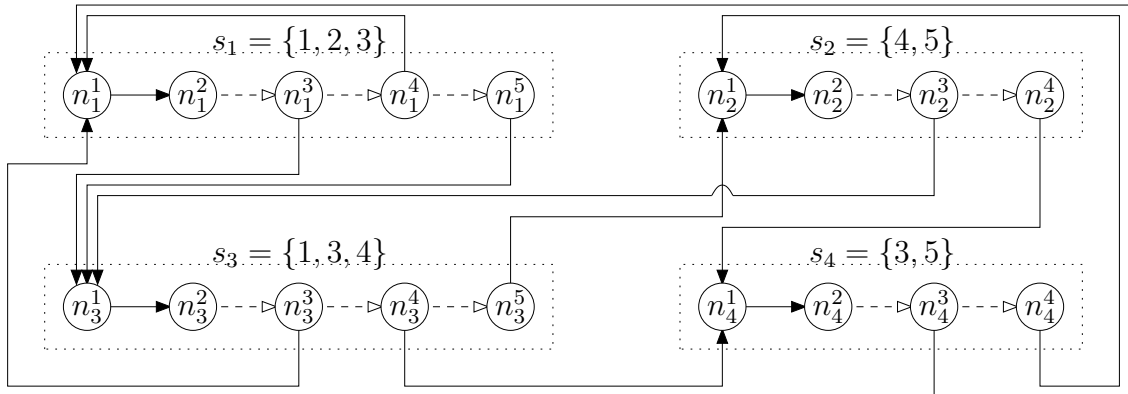 s₁ = {1, 2, 3} s₂ = {4, 5}
n₁¹ n₁² n₁³ n₁⁴ n₁⁵ n₂¹ n₂² n₂³ n₂⁴
s₃ = {1, 3, 4} s₄ = {3, 5}
n₃¹ n₃² n₃³ n₃⁴ n₃⁵ n₄¹ n₄² n₄³ n₄⁴